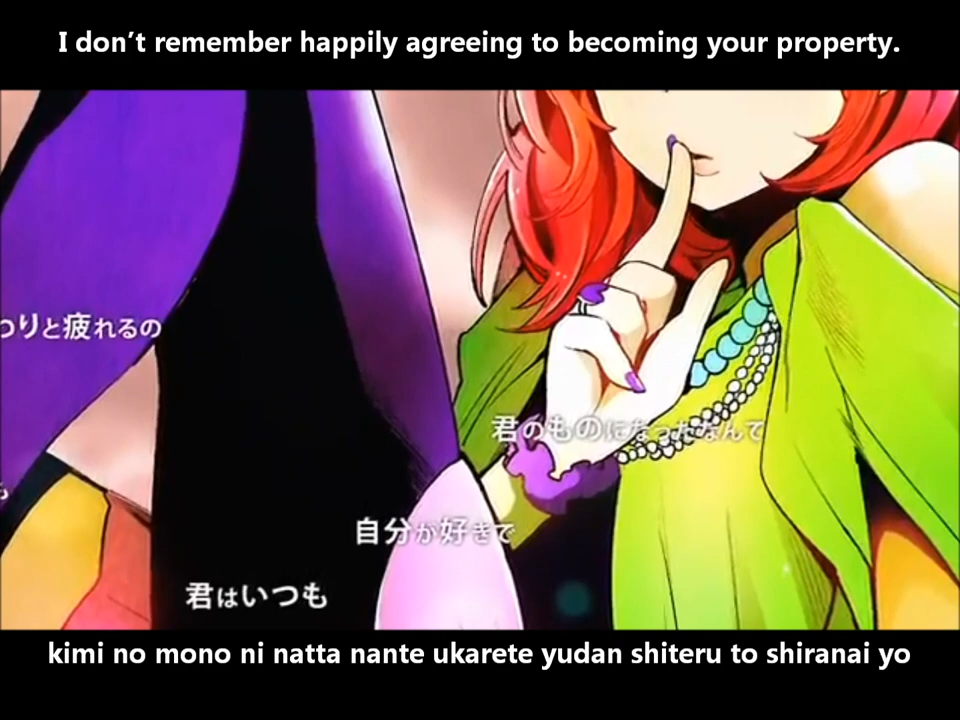 I don't remember happily agreeing to becoming your property.
わりと疲れるの
君のものになったなんて
自分が好きで
君はいつも
kimi no mono ni natta nante ukarete yudan shiteru to shiranai yo